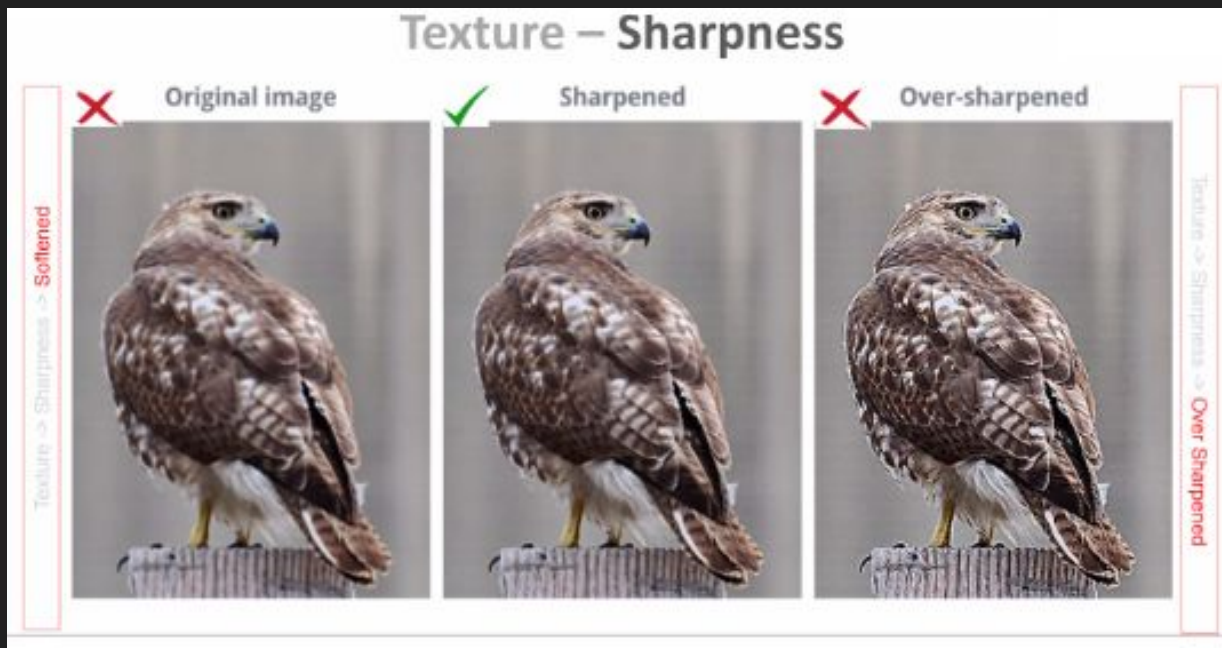 Texture – Sharpness
Original image
Sharpened
Over-sharpened
Texture -> Sharpness -> Softened
Texture -> Sharpness -> Over Sharpened